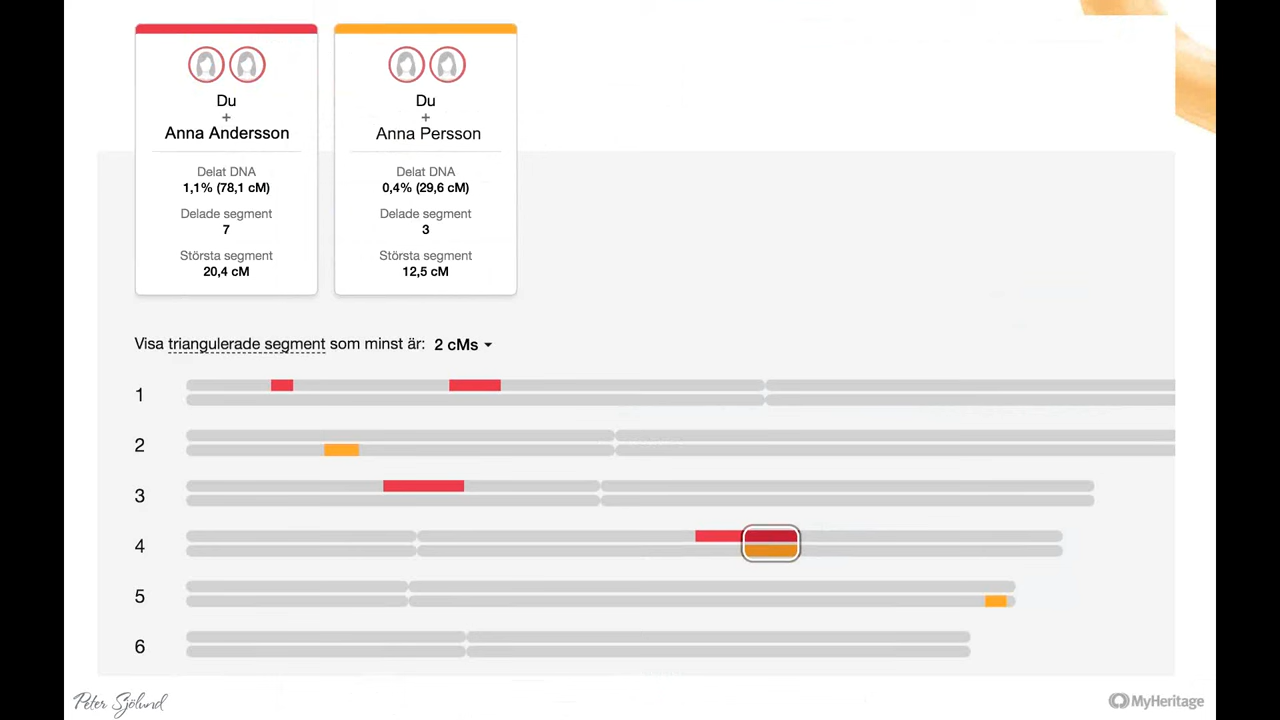 Du
+
Anna Andersson
Delat DNA
1,1% (78,1 cM)
Delade segment
7
Största segment
20,4 cM
Du
+
Anna Persson
Delat DNA
0,4% (29,6 cM)
Delade segment
3
Största segment
12,5 cM
Visa triangulerade segment som minst är: 2 cMs
1
2
3
4
5
6
Peter Sjölund
MyHeritage